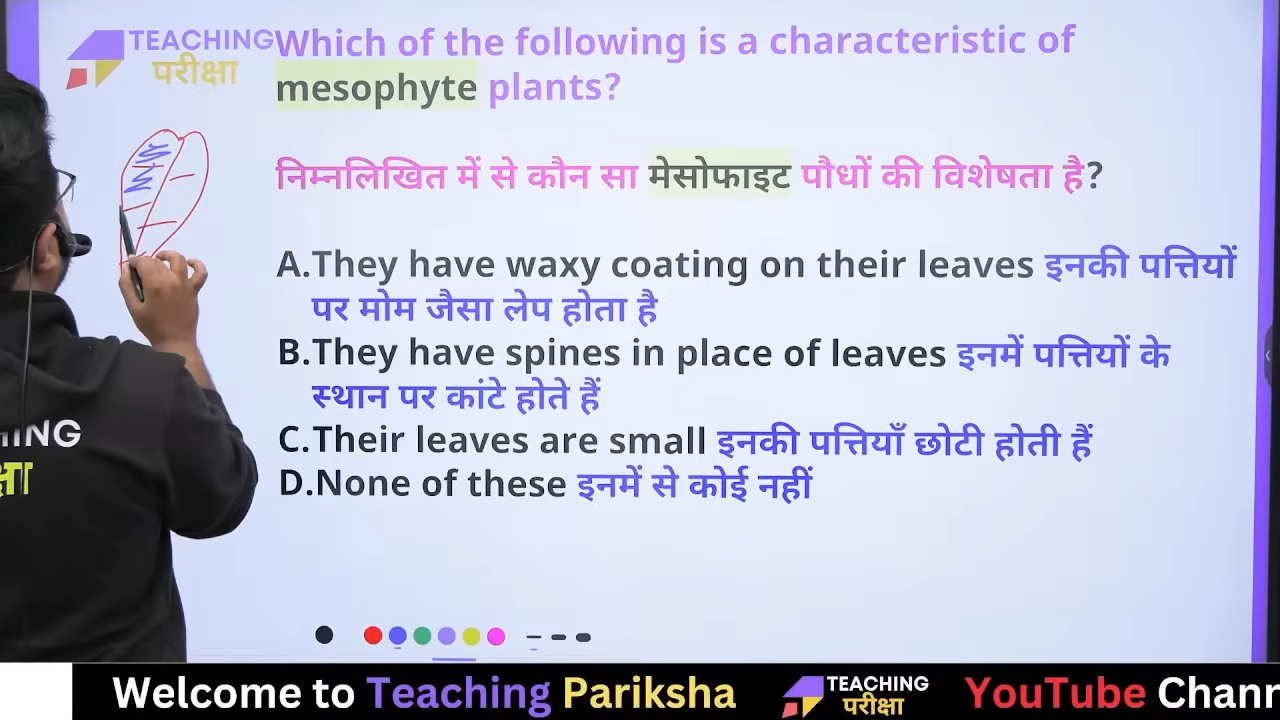 TEACHING
परीक्षा
Which of the following is a characteristic of
mesophyte plants?
निम्नलिखित में से कौन सा मेसोफाइट पौधों की विशेषता है?
A.They have waxy coating on their leaves इनकी पत्तियों
पर मोम जैसा लेप होता है
B.They have spines in place of leaves इनमें पत्तियों के
स्थान पर कांटे होते हैं
C.Their leaves are small इनकी पत्तियाँ छोटी होती हैं
D.None of these इनमें से कोई नहीं
Welcome to Teaching Pariksha TEACHING परीक्षा YouTube